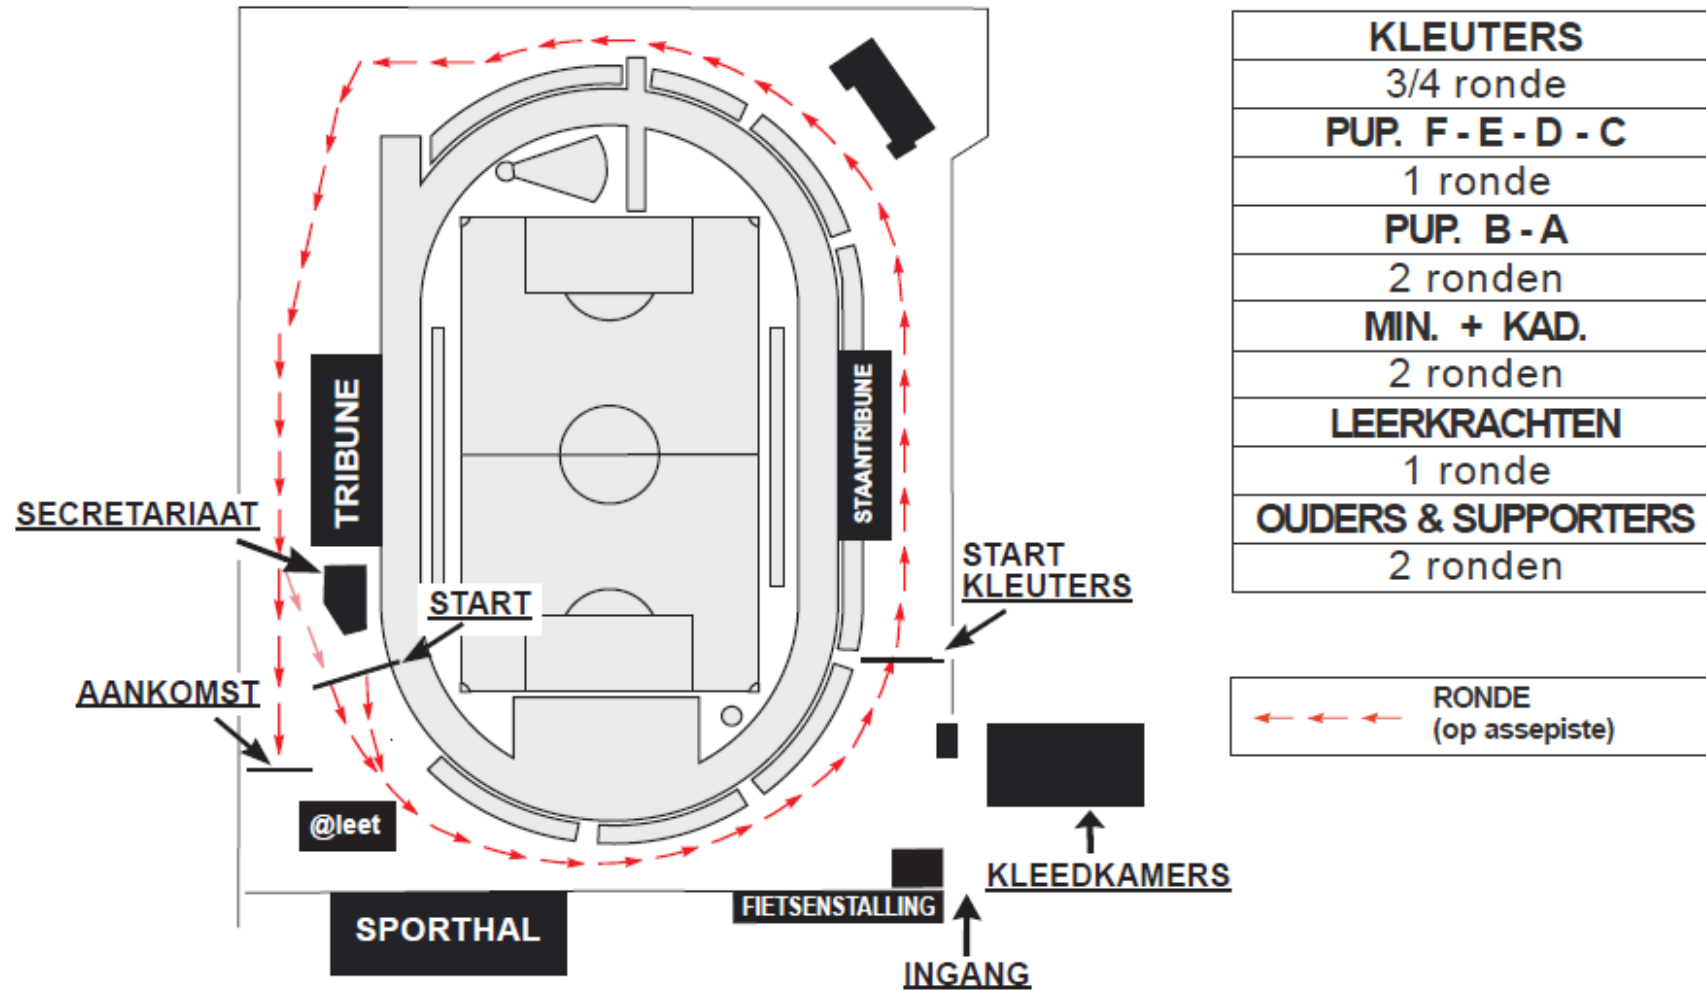 KLEUTERS
3/4 ronde
PUP. F - E - D - C
1 ronde
PUP. B - A
2 ronden
MIN. + KAD.
2 ronden
LEERKRACHTEN
1 ronde
OUDERS & SUPPORTERS
2 ronden
RONDE
(op assepiste)
TRIBUNE
STAANTRIBUNE
SECRETARIAAT
START
START
KLEUTERS
AANKOMST
@leet
KLEEDKAMERS
FIETSENSTALLING
SPORTHAL
INGANG